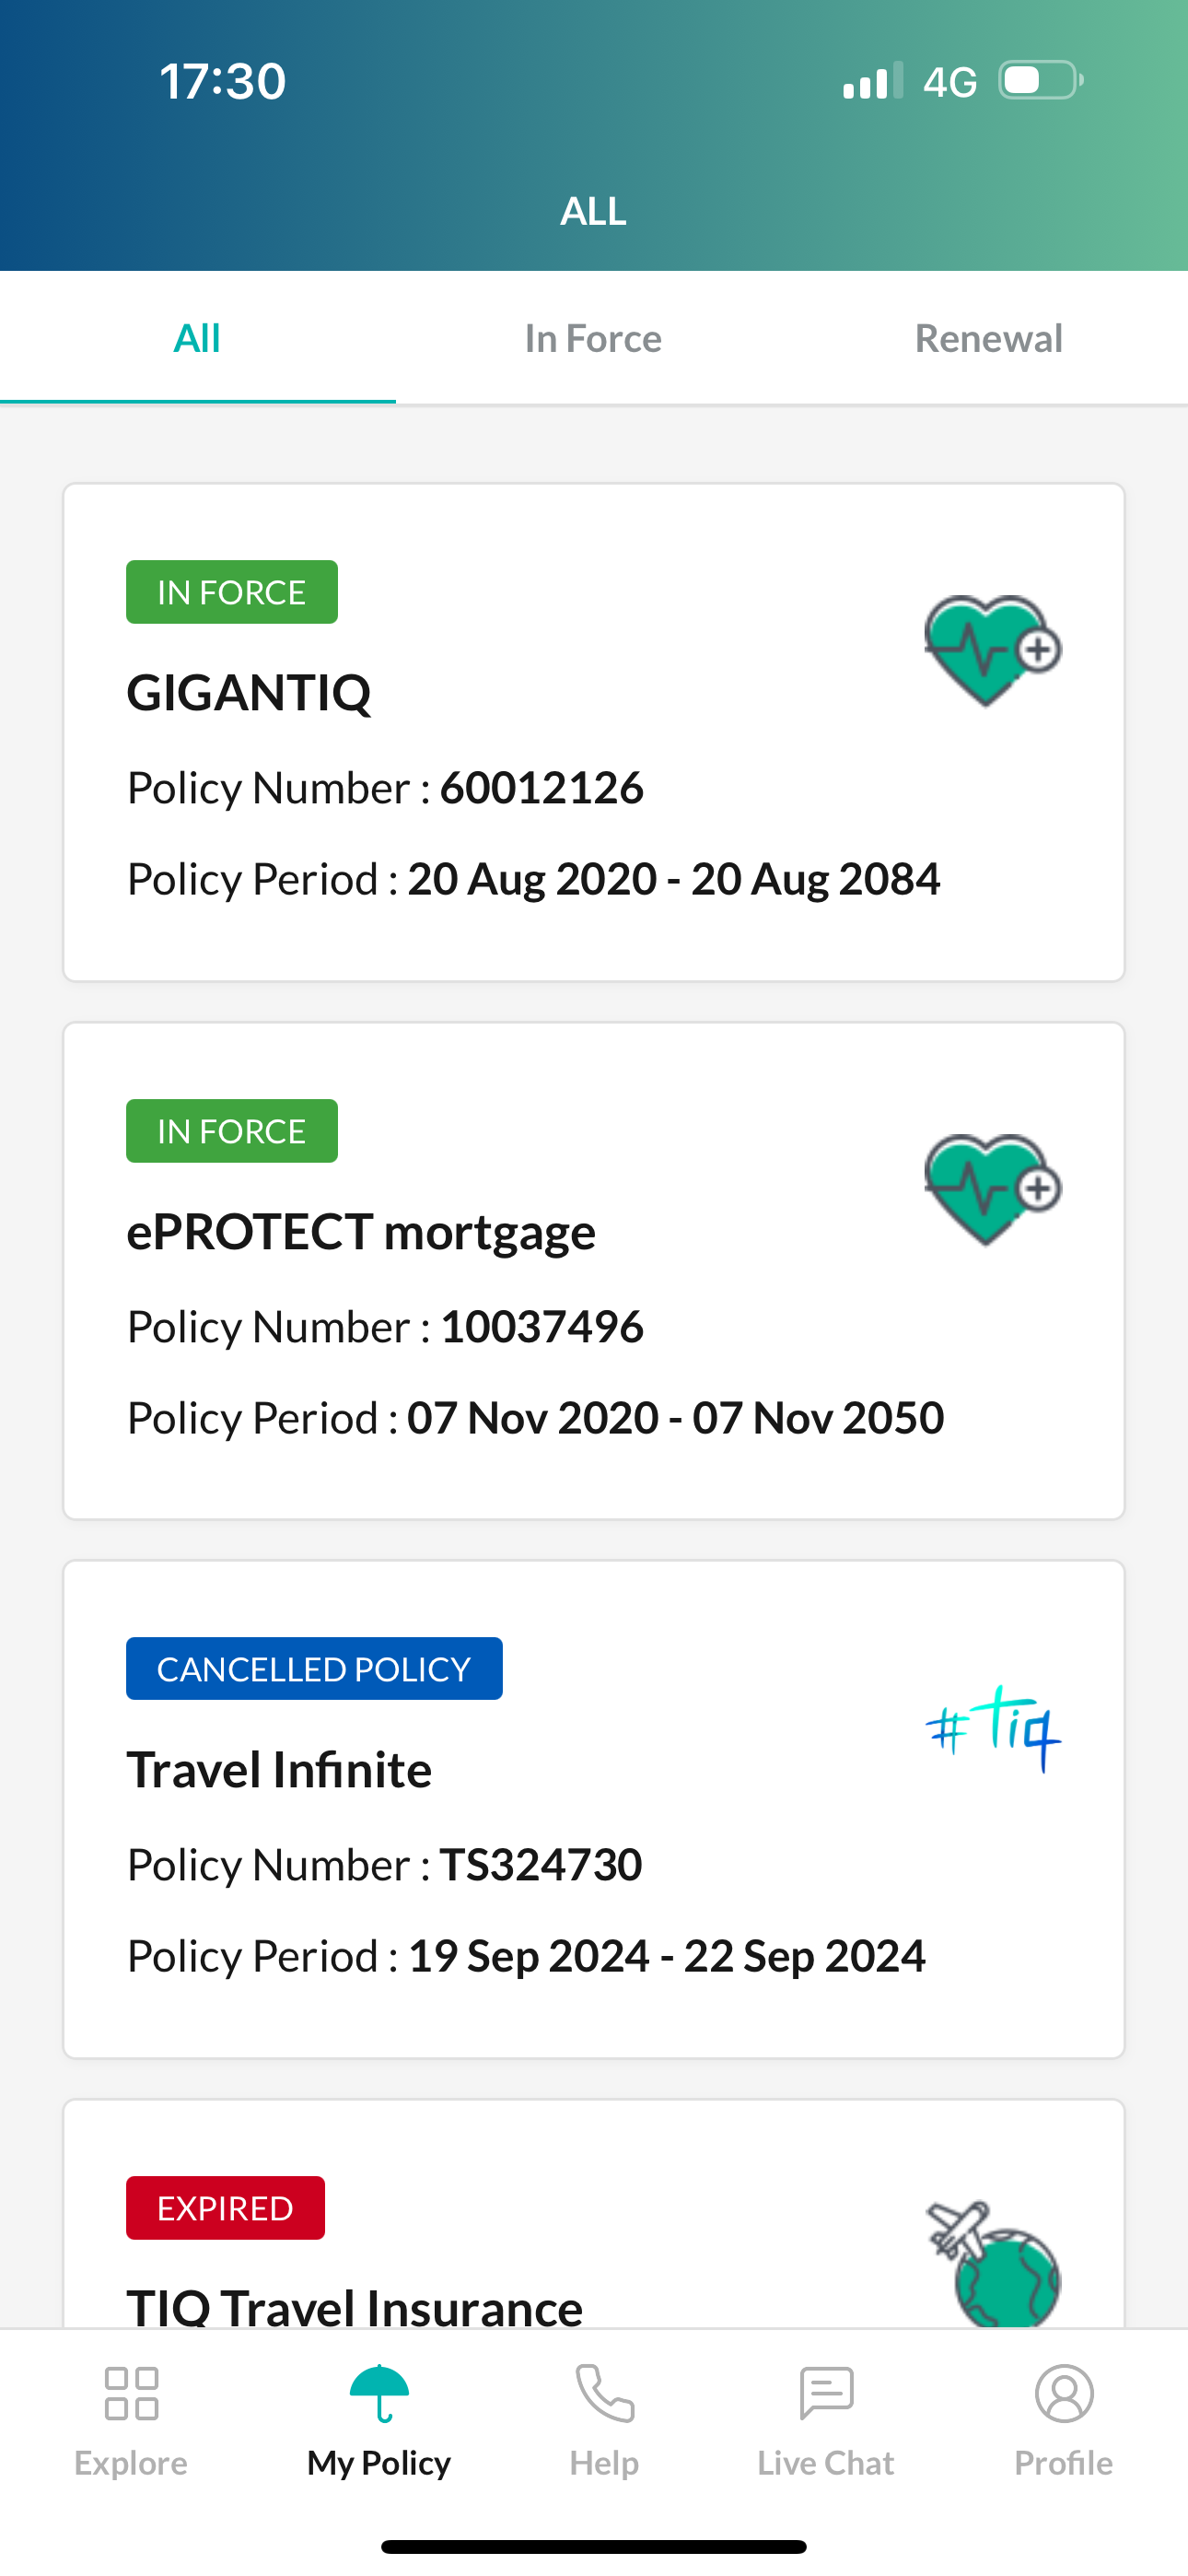 17:30
4G
ALL
All
In Force
Renewal
IN FORCE
GIGANTIQ
Policy Number : 60012126
Policy Period : 20 Aug 2020 - 20 Aug 2084
IN FORCE
ePROTECT mortgage
Policy Number : 10037496
Policy Period : 07 Nov 2020 - 07 Nov 2050
CANCELLED POLICY
#Tiq
Travel Infinite
Policy Number : TS324730
Policy Period : 19 Sep 2024 - 22 Sep 2024
EXPIRED
TIQ Travel Insurance
Explore
My Policy
Help
Live Chat
Profile